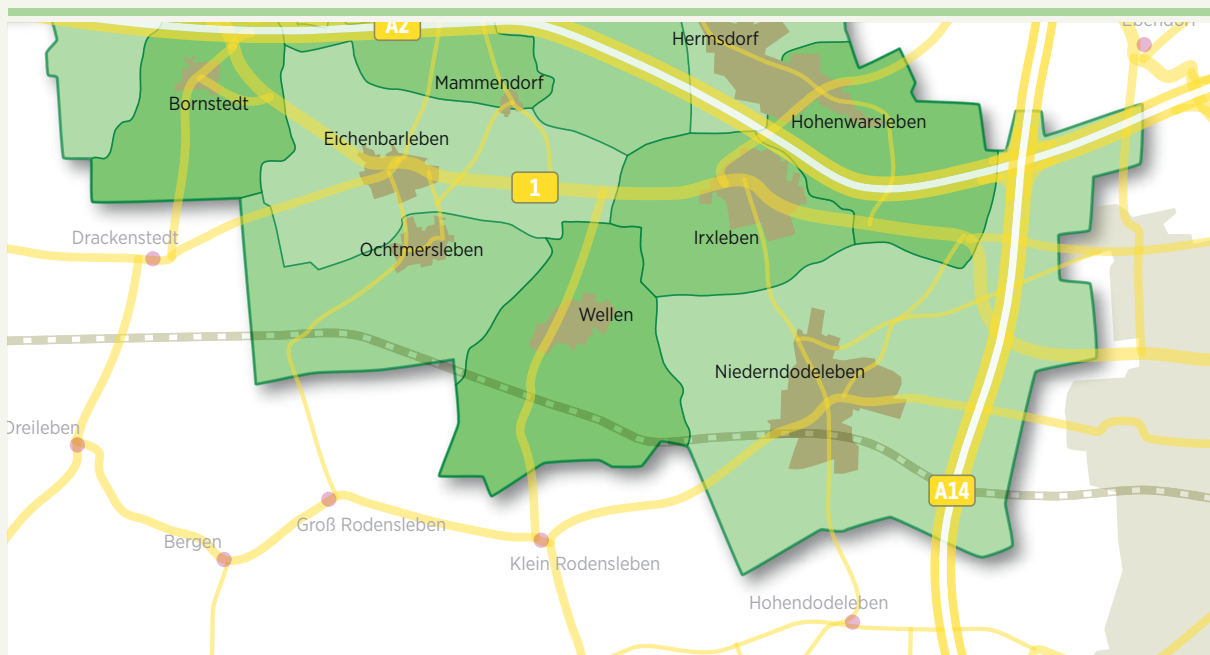 Ebendorf
A2
Hermsdorf
Mammendorf
Bornstedt
Hohenwarsleben
Eichenbarleben
1
Drackenstedt
Irxleben
Ochtmersleben
Wellen
Niederndodeleben
Dreileben
A14
Groß Rodensleben
Bergen
Klein Rodensleben
Hohendodeleben